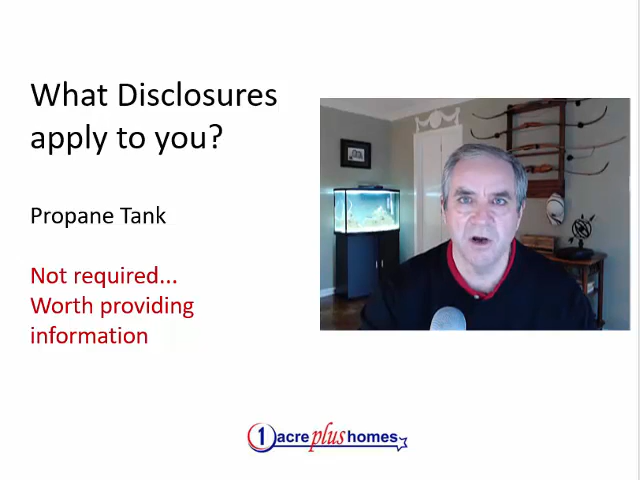 What Disclosures
apply to you?
Propane Tank
Not required...
Worth providing
information
1 acre plus homes